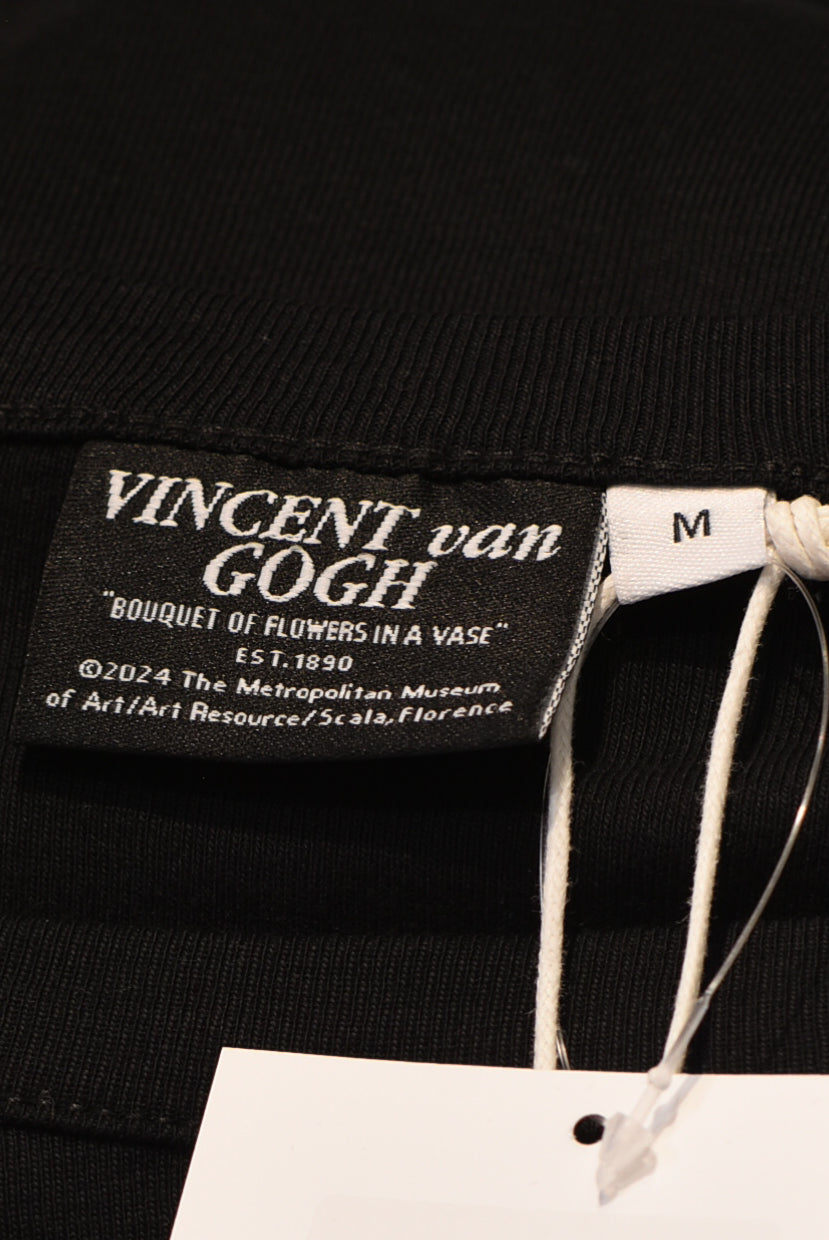 VINCENT van
GOGH
"BOUQUET OF FLOWERS IN A VASE"
EST.1890
©2024 The Metropolitan Museum
of Art/Art Resource/Scala,Florence
M